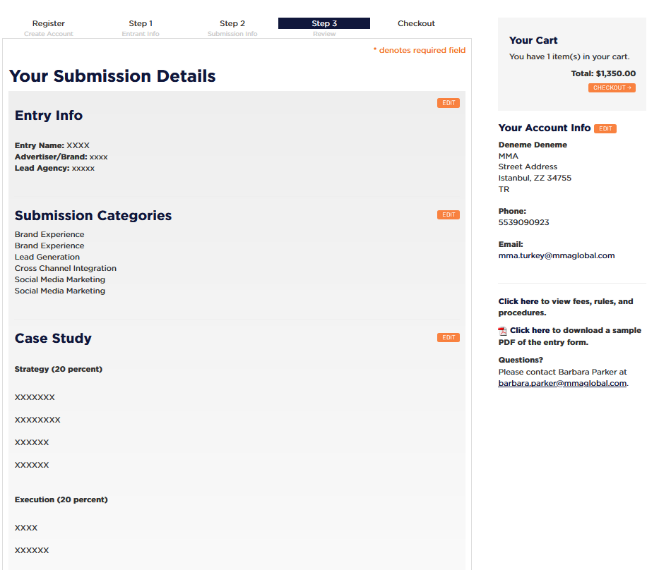 Register
Create Account
Step 1
Entrant Info
Step 2
Submission Info
Step 3
Review
Checkout
* denotes required field
Your Submission Details
EDIT
Entry Info
Entry Name: XXXX
Advertiser/Brand: xxxx
Lead Agency: xxxxx
Submission Categories
EDIT
Brand Experience
Brand Experience
Lead Generation
Cross Channel Integration
Social Media Marketing
Social Media Marketing
Case Study
EDIT
Strategy (20 percent)
XXXXXXX
XXXXXXXX
XXXXXX
XXXXXX
Execution (20 percent)
XXXX
XXXXXX
Your Cart
You have 1 item(s) in your cart.
Total: $1,350.00
CHECKOUT »
Your Account Info EDIT
Deneme Deneme
MMA
Street Address
Istanbul, ZZ 34755
TR
Phone:
5539090923
Email:
mma.turkey@mmaglobal.com
Click here to view fees, rules, and
procedures.
Click here to download a sample
PDF of the entry form.
Questions?
Please contact Barbara Parker at
barbara.parker@mmaglobal.com.